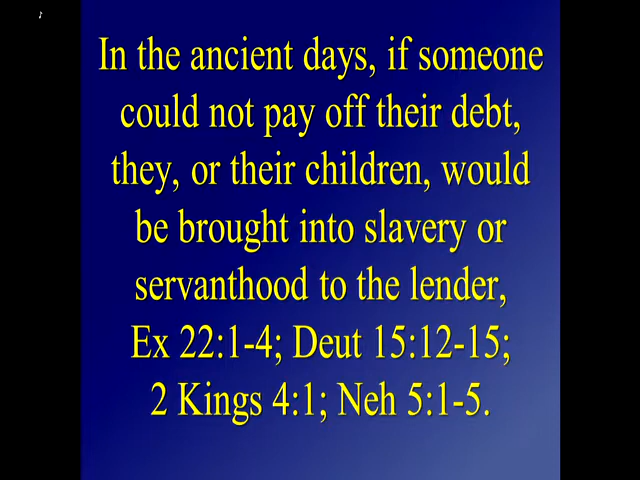 In the ancient days, if someone
could not pay off their debt,
they, or their children, would
be brought into slavery or
servanthood to the lender,
Ex 22:1-4; Deut 15:12-15;
2 Kings 4:1; Neh 5:1-5.